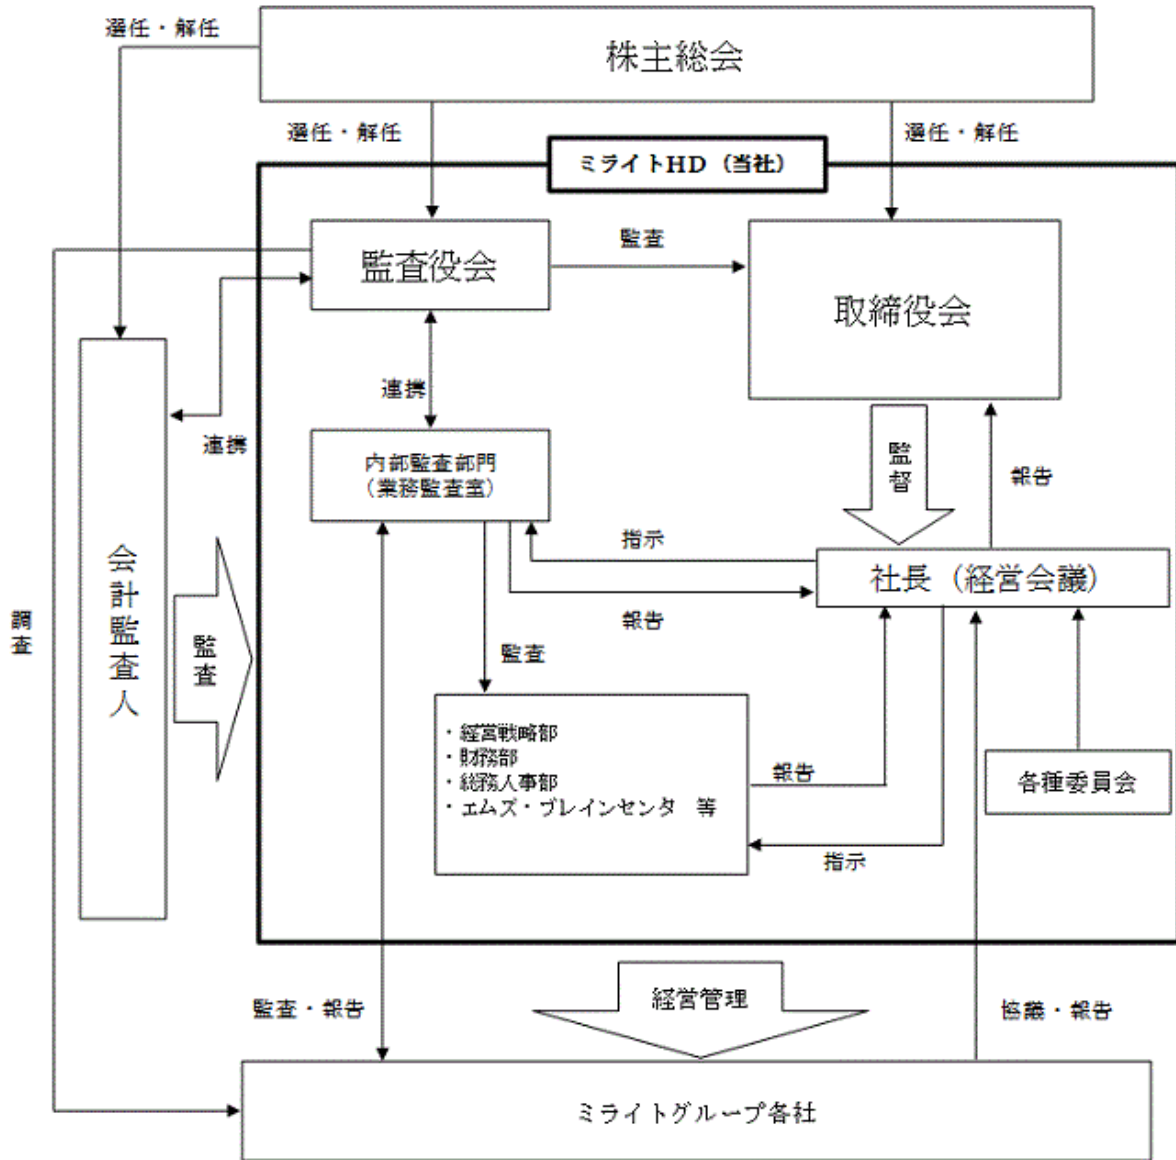 選任・解任
株主総会
選任・解任
選任・解任
ミライトHD（当社）
監査役会
監査
取締役会
連携
連携
内部監査部門
（業務監査室）
監督
報告
指示
社長（経営会議）
報告
会計監査人
監査
調査
監査
・経営戦略部
・財務部
・総務人事部
・エムズ・ブレインセンタ　等
報告
各種委員会
指示
監査・報告
経営管理
協議・報告
ミライトグループ各社